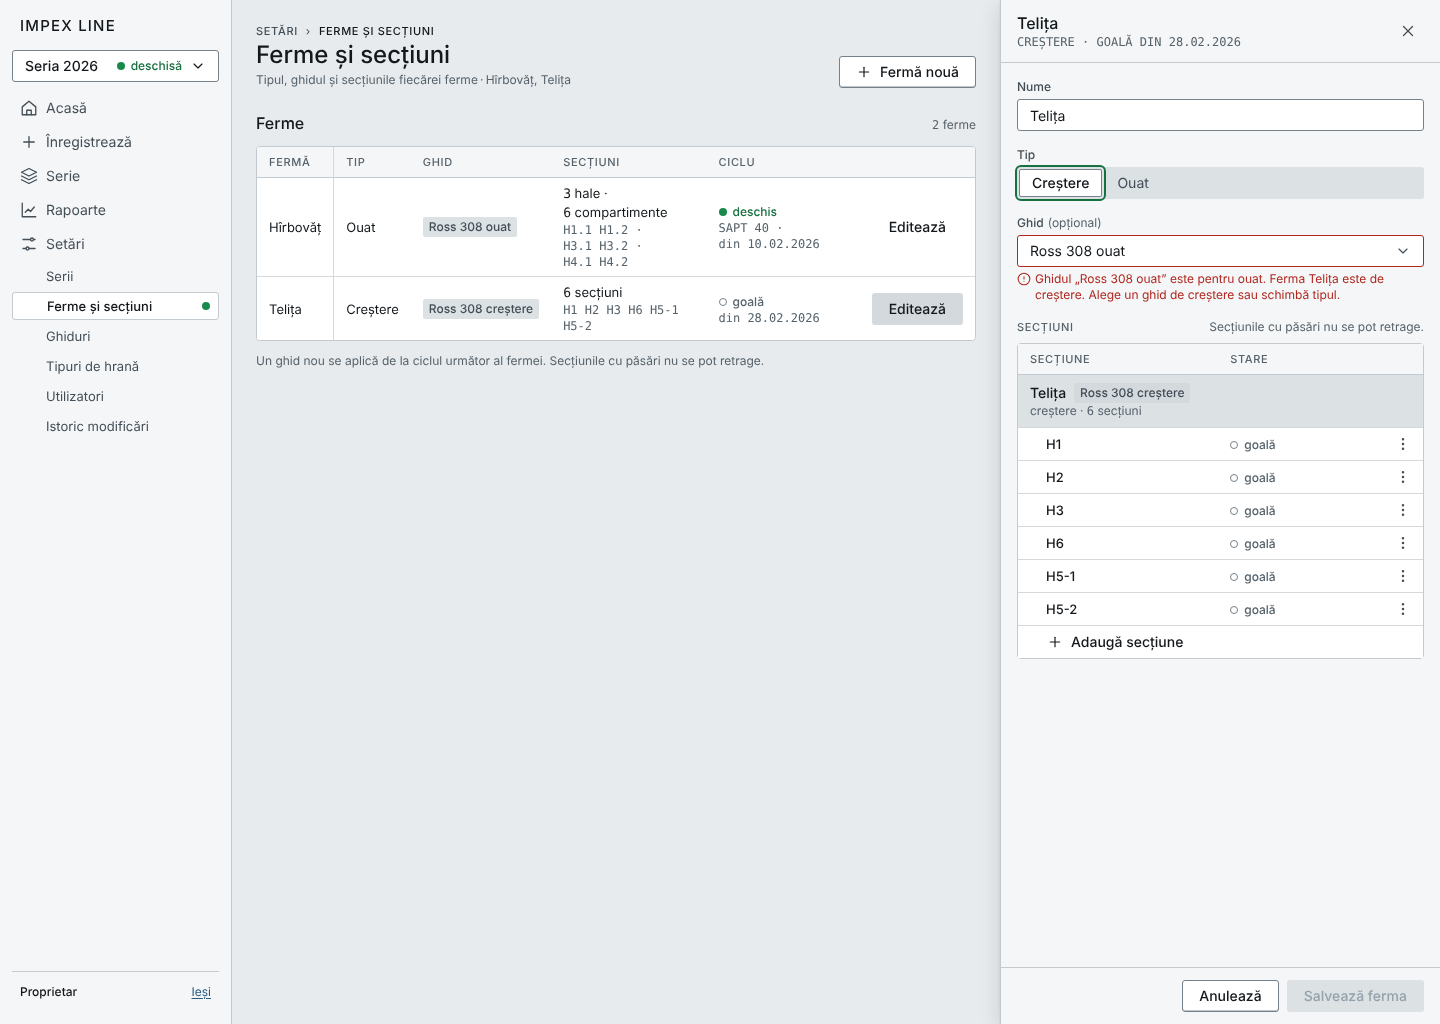 IMPEX LINE
Seria 2026 deschisă
Acasă
Înregistrează
Serie
Rapoarte
Setări
Serii
Ferme și secțiuni
Ghiduri
Tipuri de hrană
Utilizatori
Istoric modificări
Proprietar Ieși
SETĂRI › FERME ȘI SECȚIUNI
Ferme și secțiuni
Tipul, ghidul și secțiunile fiecărei ferme · Hîrbovăț, Telița
Fermă nouă
Ferme 2 ferme
FERMĂ TIP GHID SECȚIUNI CICLU
Hîrbovăț Ouat Ross 308 ouat
3 hale ·
6 compartimente
H1.1 H1.2 ·
H3.1 H3.2 ·
H4.1 H4.2
deschis
SAPT 40 ·
din 10.02.2026
Editează
Telița Creștere Ross 308 creștere
6 secțiuni
H1 H2 H3 H6 H5-1
H5-2
goală
din 28.02.2026
Editează
Un ghid nou se aplică de la ciclul următor al fermei. Secțiunile cu păsări nu se pot retrage.
Telița
CREȘTERE · GOALĂ DIN 28.02.2026
Nume
Telița
Tip
Creștere Ouat
Ghid (opțional)
Ross 308 ouat
Ghidul „Ross 308 ouat” este pentru ouat. Ferma Telița este de
creștere. Alege un ghid de creștere sau schimbă tipul.
SECȚIUNI Secțiunile cu păsări nu se pot retrage.
SECȚIUNE STARE
Telița Ross 308 creștere
creștere · 6 secțiuni
H1 goală
H2 goală
H3 goală
H6 goală
H5-1 goală
H5-2 goală
Adaugă secțiune
Anulează Salvează ferma